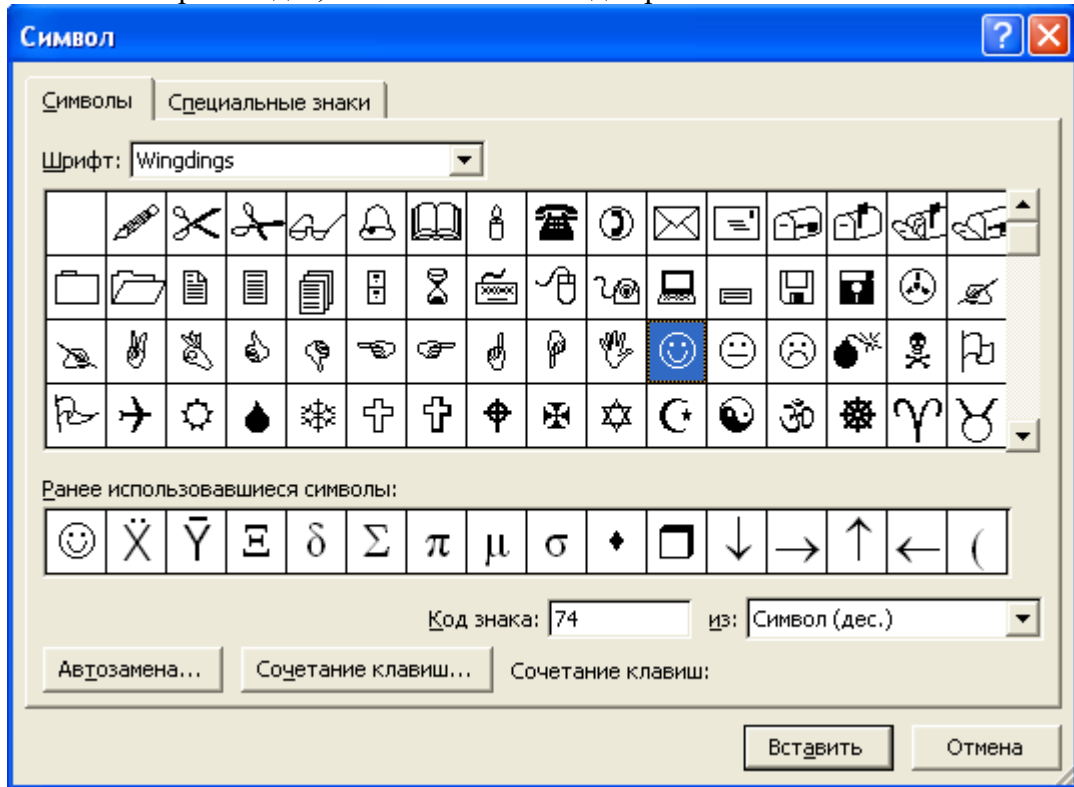 Символ
Символы Специальные знаки
Шрифт: Wingdings
Ранее использовавшиеся символы:
☺ Ẍ Ȳ Ξ δ Σ π μ σ ♦ ❒ ↓ → ↑ ← (
Код знака: 74 из: Символ (дес.)
Автозамена... Сочетание клавиш... Сочетание клавиш:
Вставить Отмена